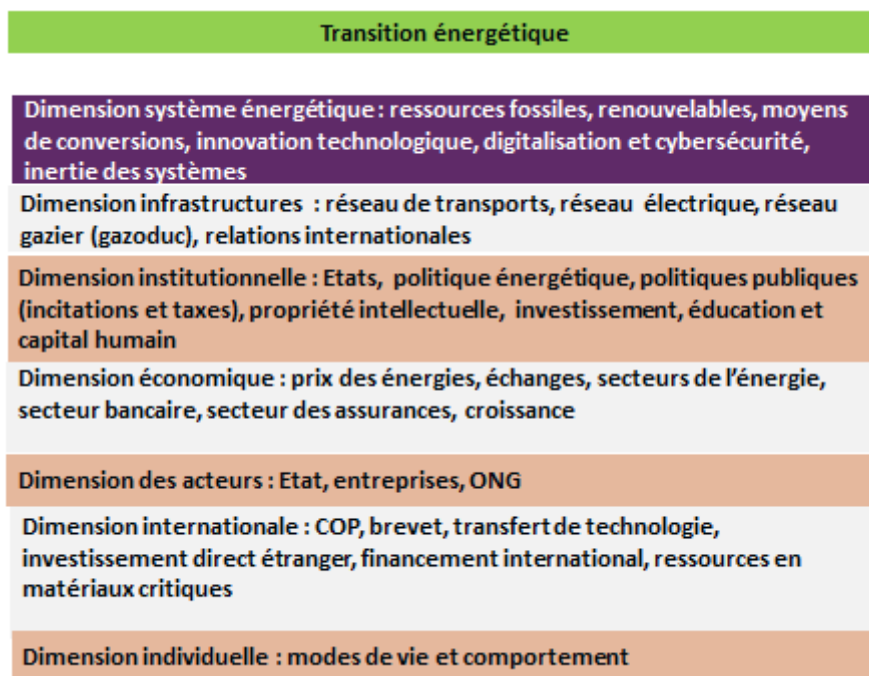 Transition énergétique
Dimension système énergétique : ressources fossiles, renouvelables, moyens
de conversions, innovation technologique, digitalisation et cybersécurité,
inertie des systèmes
Dimension infrastructures : réseau de transports, réseau électrique, réseau
gazier (gazoduc), relations internationales
Dimension institutionnelle : Etats, politique énergétique, politiques publiques
(incitations et taxes), propriété intellectuelle, investissement, éducation et
capital humain
Dimension économique : prix des énergies, échanges, secteurs de l'énergie,
secteur bancaire, secteur des assurances, croissance
Dimension des acteurs : Etat, entreprises, ONG
Dimension internationale : COP, brevet, transfert de technologie,
investissement direct étranger, financement international, ressources en
matériaux critiques
Dimension individuelle : modes de vie et comportement